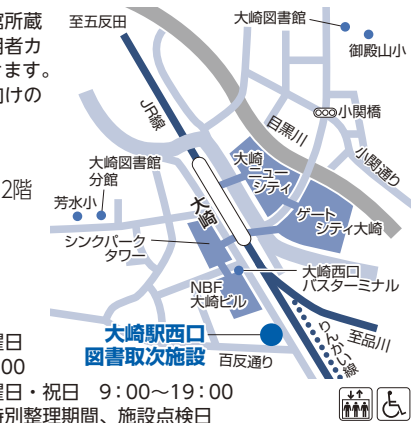 館所蔵
用者カ
ます。
向けの
2階
曜日
00
曜日・祝日 9:00～19:00
特別整理期間、施設点検日
至五反田
大崎図書館
御殿山小
JR線
小関橋
目黒川
小関通り
大崎図書館
分館
芳水小
大崎
大崎
ニュー
シティ
ゲート
シティ大崎
シンクパーク
タワー
大崎西口
バスターミナル
NBF
大崎ビル
りんかい線
至品川
大崎駅西口
図書取次施設
百反通り